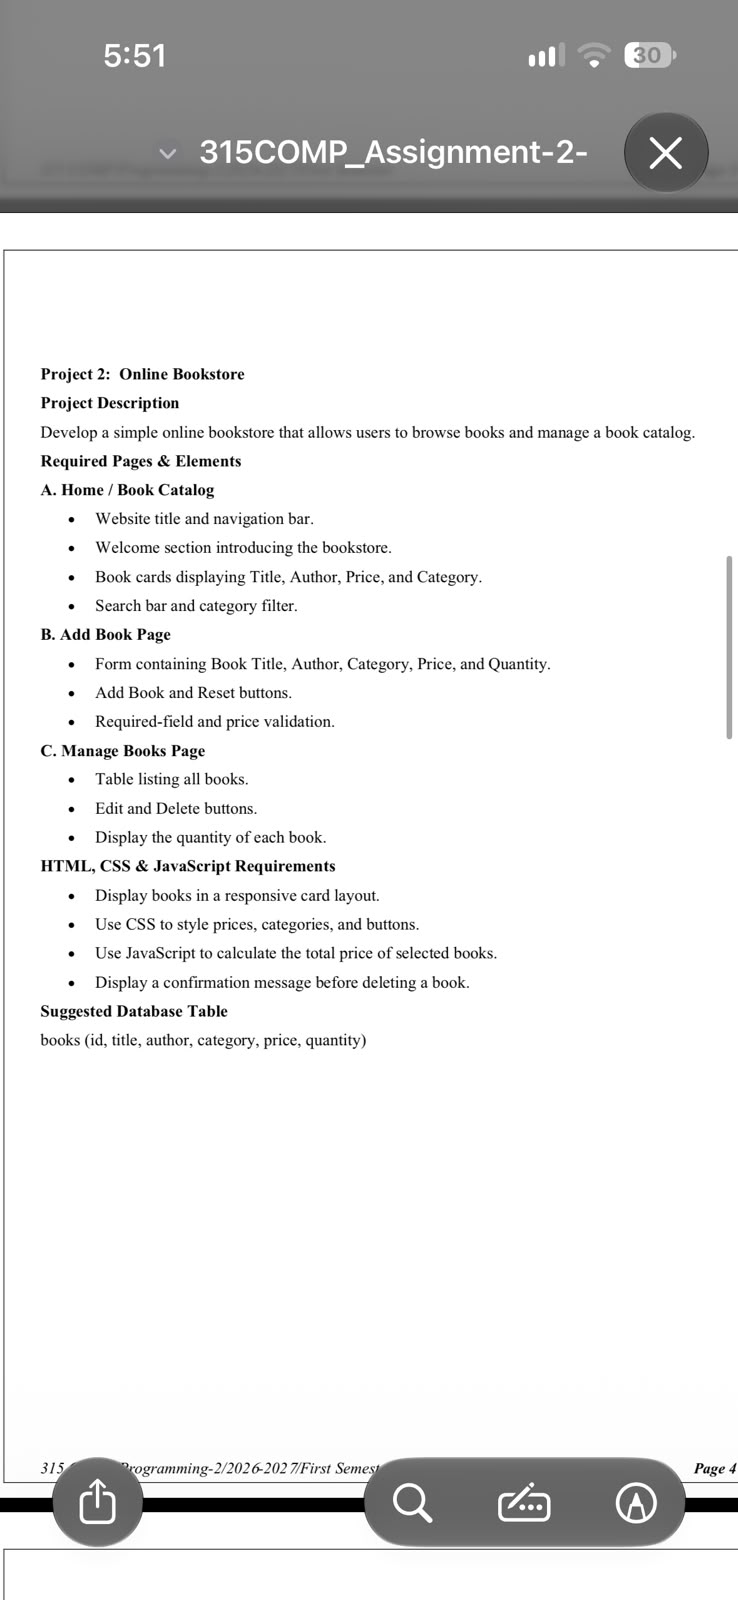 5:51
30
315COMP_Assignment-2-
Project 2:  Online Bookstore
Project Description
Develop a simple online bookstore that allows users to browse books and manage a book catalog.
Required Pages & Elements
A. Home / Book Catalog
• Website title and navigation bar.
• Welcome section introducing the bookstore.
• Book cards displaying Title, Author, Price, and Category.
• Search bar and category filter.
B. Add Book Page
• Form containing Book Title, Author, Category, Price, and Quantity.
• Add Book and Reset buttons.
• Required-field and price validation.
C. Manage Books Page
• Table listing all books.
• Edit and Delete buttons.
• Display the quantity of each book.
HTML, CSS & JavaScript Requirements
• Display books in a responsive card layout.
• Use CSS to style prices, categories, and buttons.
• Use JavaScript to calculate the total price of selected books.
• Display a confirmation message before deleting a book.
Suggested Database Table
books (id, title, author, category, price, quantity)
315 Programming-2/2026-2027/First Semest Page 4